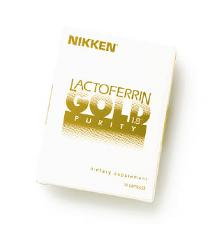 NIKKEN®
LACTOFERRIN
GOLD 1.8
PURITY
dietary supplement